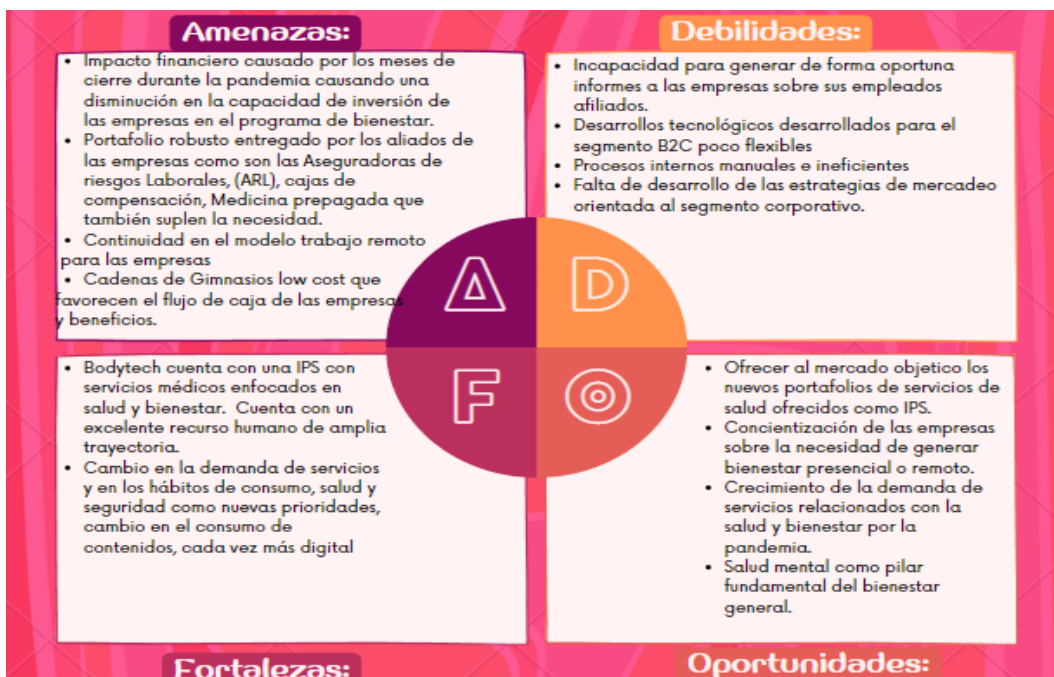 Amenazas:
• Impacto financiero causado por los meses de
cierre durante la pandemia causando una
disminución en la capacidad de inversión de
las empresas en el programa de bienestar.
• Portafolio robusto entregado por los aliados de
las empresas como son las Aseguradoras de
riesgos Laborales, (ARL), cajas de
compensación, Medicina prepagada que
también suplen la necesidad.
• Continuidad en el modelo trabajo remoto
para las empresas
• Cadenas de Gimnasios low cost que
favorecen el flujo de caja de las empresas
y beneficios.
Debilidades:
• Incapacidad para generar de forma oportuna
informes a las empresas sobre sus empleados
afiliados.
• Desarrollos tecnológicos desarrollados para el
segmento B2C poco flexibles
• Procesos internos manuales e ineficientes
• Falta de desarrollo de las estrategias de mercadeo
orientada al segmento corporativo.
A
D
F
O
• Bodytech cuenta con una IPS con
servicios médicos enfocados en
salud y bienestar. Cuenta con un
excelente recurso humano de amplia
trayectoria.
• Cambio en la demanda de servicios
y en los hábitos de consumo, salud y
seguridad como nuevas prioridades,
cambio en el consumo de
contenidos, cada vez más digital
Fortalezas:
• Ofrecer al mercado objetico los
nuevos portafolios de servicios de
salud ofrecidos como IPS.
• Concientización de las empresas
sobre la necesidad de generar
bienestar presencial o remoto.
• Crecimiento de la demanda de
servicios relacionados con la
salud y bienestar por la
pandemia.
• Salud mental como pilar
fundamental del bienestar
general.
Oportunidades: